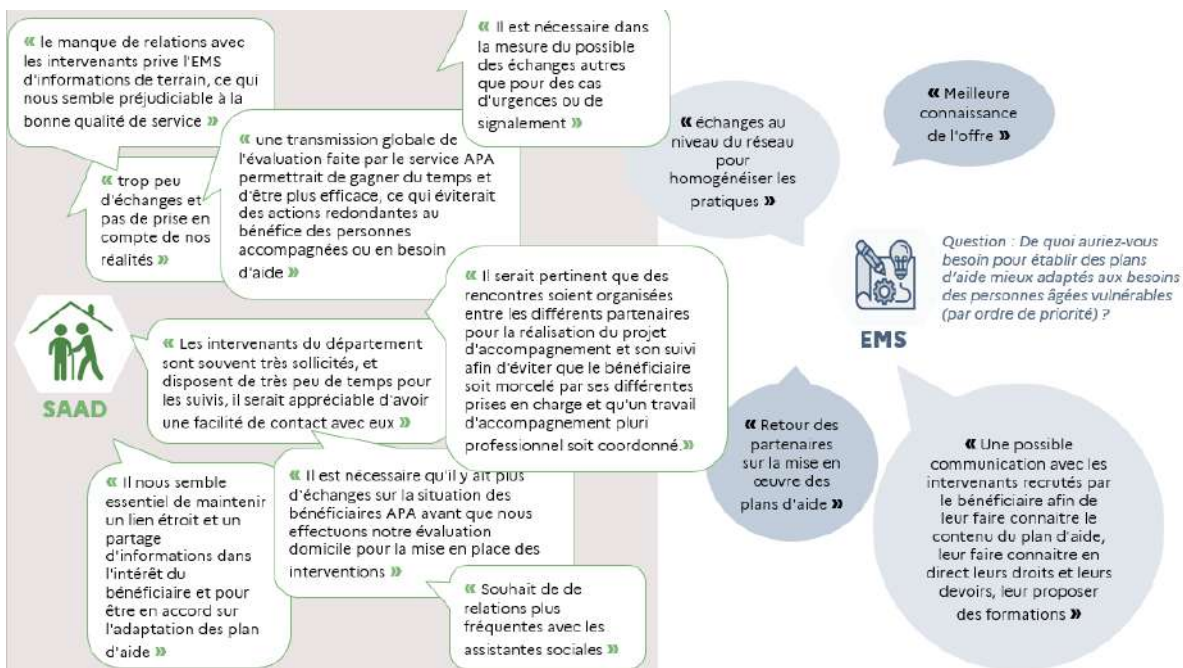 « le manque de relations avec
les intervenants prive l'EMS
d'informations de terrain, ce qui
nous semble préjudiciable à la
bonne qualité de service »
« Il est nécessaire dans
la mesure du possible
des échanges autres
que pour des cas
d'urgences ou de
signalement »
« trop peu
d'échanges et
pas de prise en
compte de nos
réalités »
« une transmission globale de
l'évaluation faite par le service APA
permettrait de gagner du temps et
d'être plus efficace, ce qui éviterait
des actions redondantes au
bénéfice des personnes
accompagnées ou en besoin
d'aide »
« Il serait pertinent que des
rencontres soient organisées
entre les différents partenaires
pour la réalisation du projet
d'accompagnement et son suivi
afin d'éviter que le bénéficiaire
soit morcelé par ses différentes
prises en charge et qu'un travail
d'accompagnement pluri
professionnel soit coordonné.»
SAAD
« Les intervenants du département
sont souvent très sollicités, et
disposent de très peu de temps pour
les suivis, il serait appréciable d'avoir
une facilité de contact avec eux »
« Il nous semble
essentiel de maintenir
un lien étroit et un
partage
d'informations dans
l'intérêt du
bénéficiaire et pour
être en accord sur
l'adaptation des plan
d'aide »
« Il est nécessaire qu'il y ait plus
d'échanges sur la situation des
bénéficiaires APA avant que nous
effectuons notre évaluation
domicile pour la mise en place des
interventions »
« Souhait de de
relations plus
fréquentes avec les
assistantes sociales »
« échanges au
niveau du réseau
pour
homogénéiser les
pratiques »
« Meilleure
connaissance
de l'offre »
Question : De quoi auriez-vous
besoin pour établir des plans
d'aide mieux adaptés aux besoins
des personnes âgées vulnérables
(par ordre de priorité) ?
EMS
« Retour des
partenaires
sur la mise en
œuvre des
plans d'aide »
« Une possible
communication avec les
intervenants recrutés par
le bénéficiaire afin de
leur faire connaitre le
contenu du plan d'aide,
leur faire connaitre en
direct leurs droits et leurs
devoirs, leur proposer
des formations »